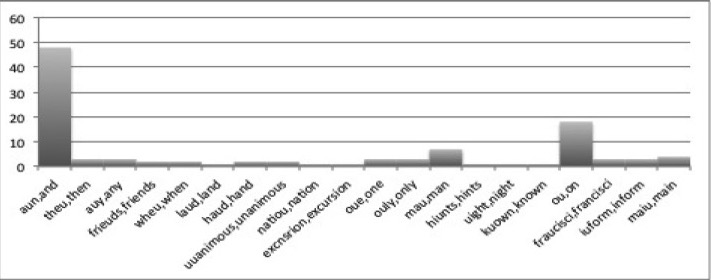 60
50
40
30
20
10
0
aun,and
theu,then
auy,any
frieuds,friends
wheu,when
laud,land
haud,hand
uuanimous,unanimous
natiou,nation
excnrsion,excursion
oue,one
ouly,only
mau,man
hiunts,hints
uight,night
kuown,known
ou,on
fraucisci,francisci
iuform,inform
maiu,main